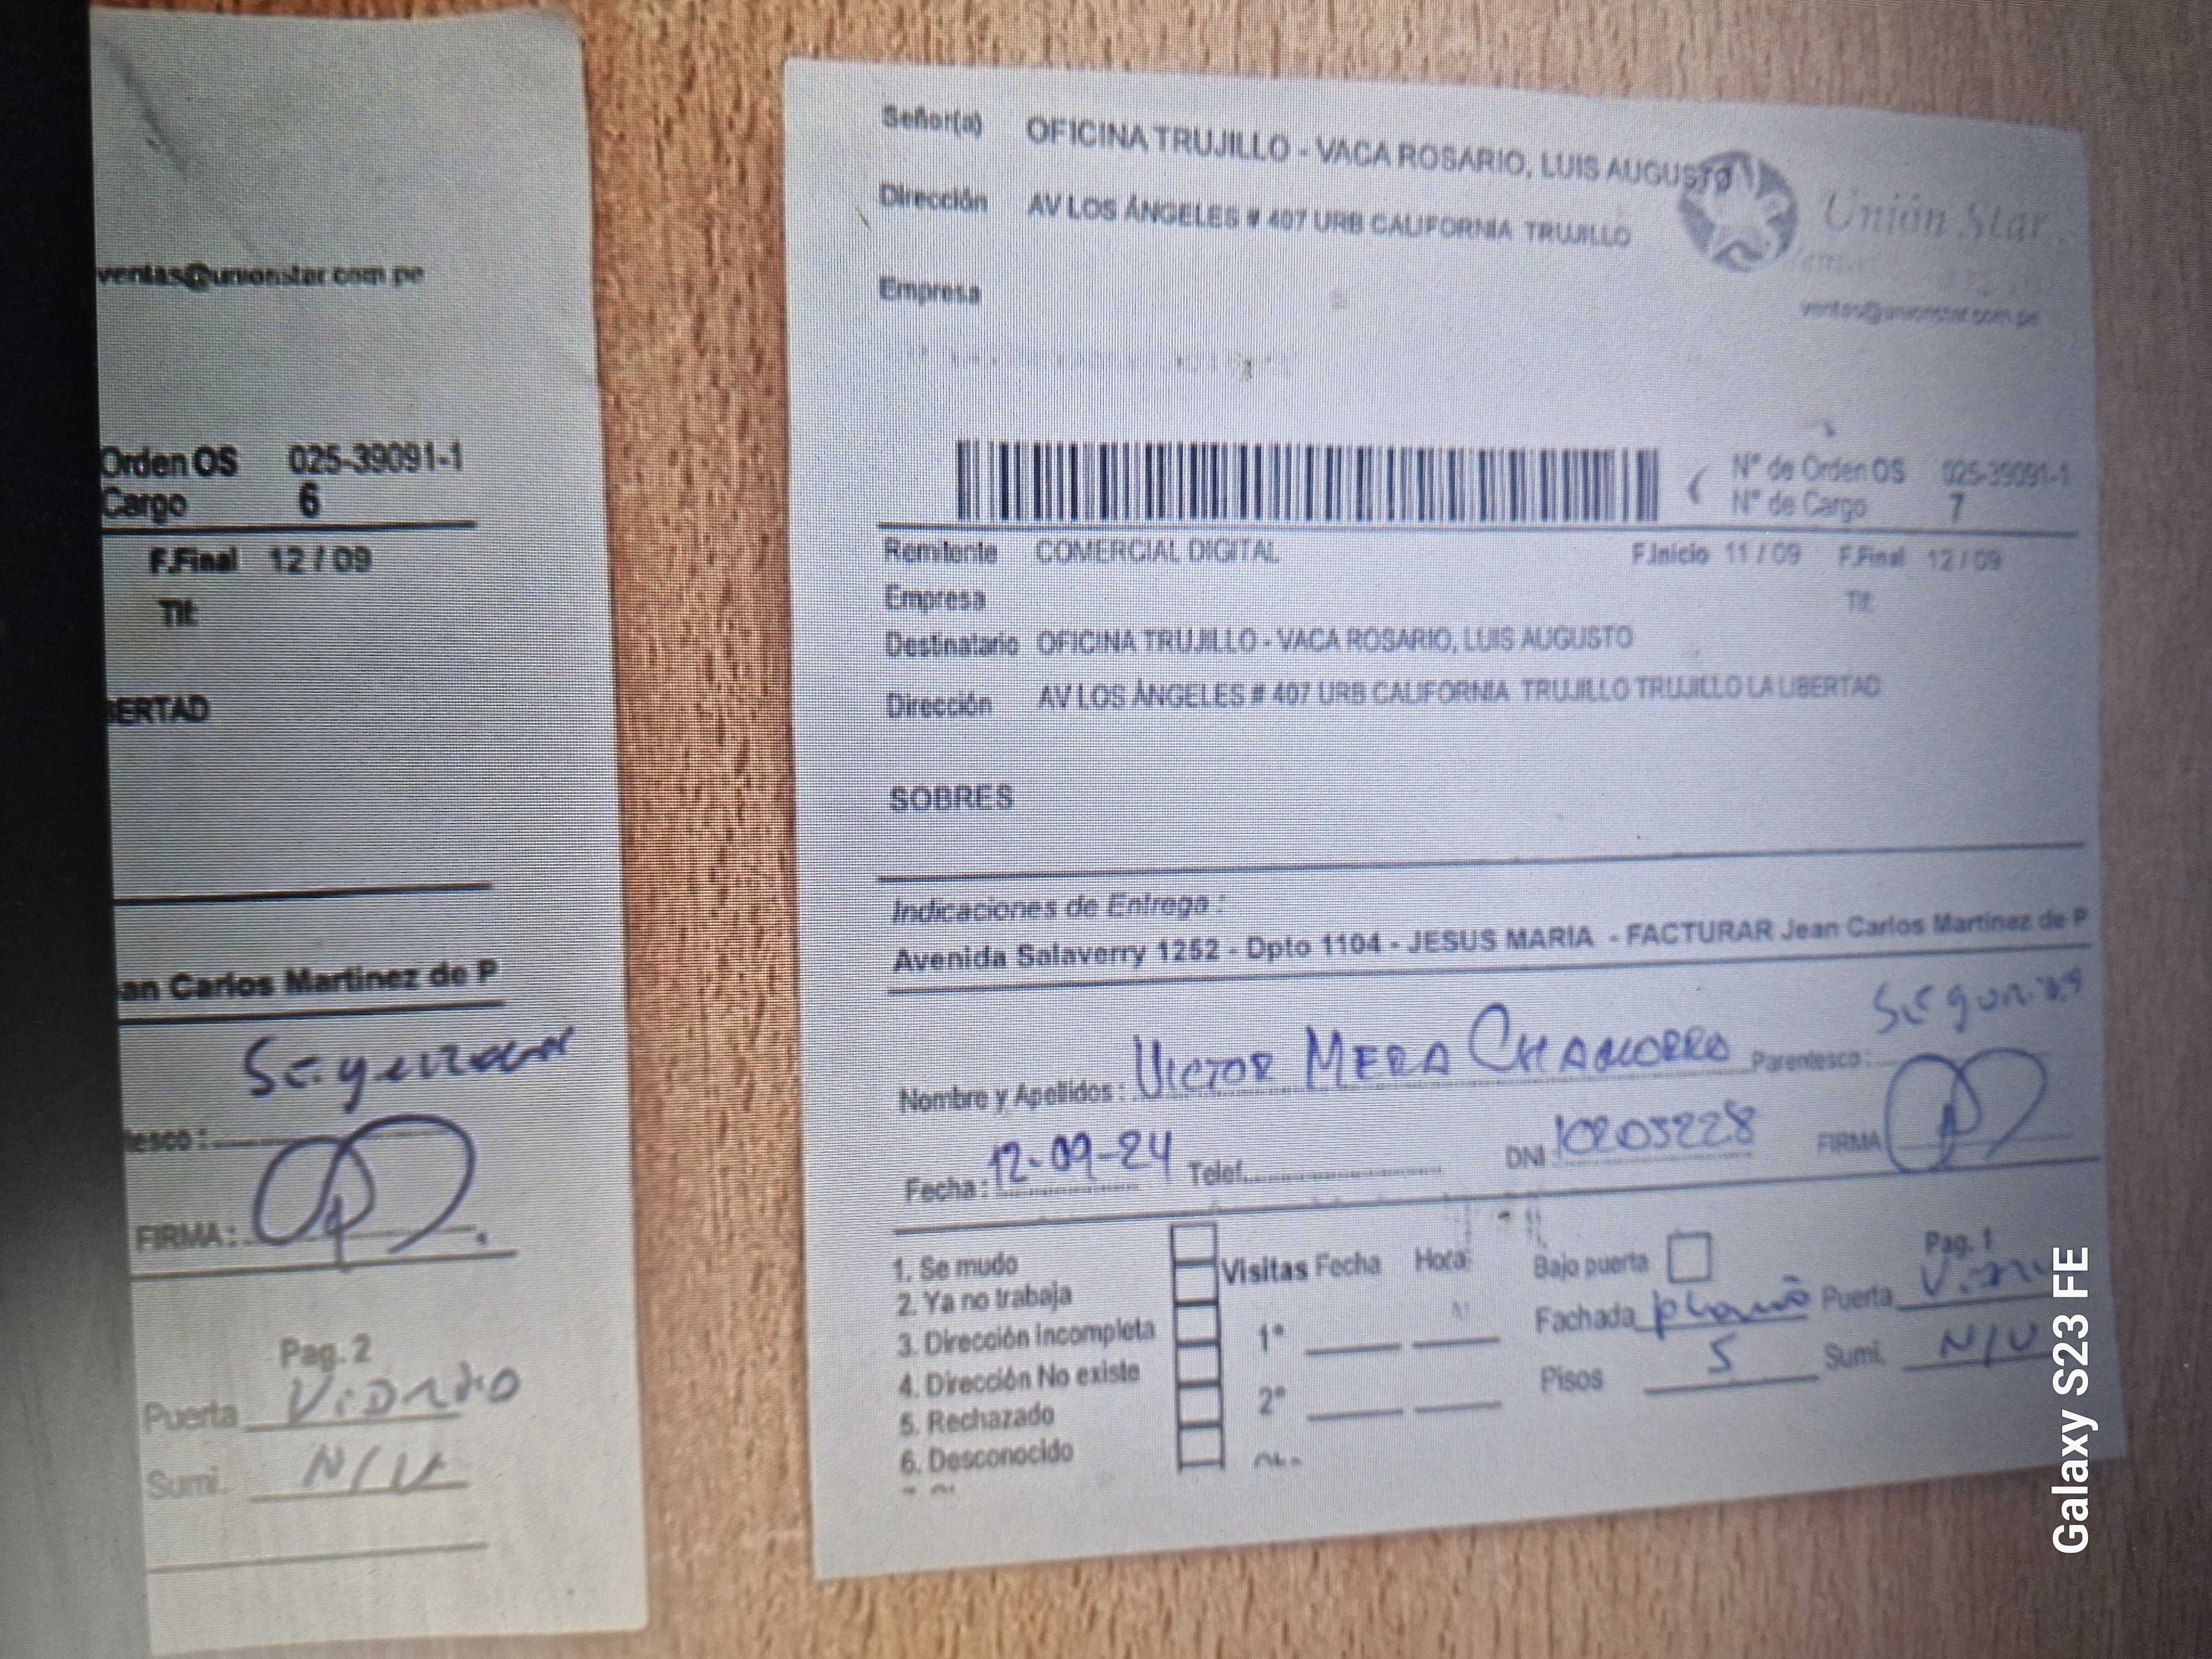 ventas@unionstar.com.pe
Orden OS 025-39091-1
Cargo 6
F.Final 12 / 09
Tlf:
BERTAD
an Carlos Martinez de P
tesco :
FIRMA :
Pag. 2
Puerta
Sumi.
Señor(a) OFICINA TRUJILLO - VACA ROSARIO, LUIS AUGUSTO
Unión Star
Dirección AV LOS ÁNGELES # 407 URB CALIFORNIA TRUJILLO
Empresa
ventas@unionstar.com.pe
N° de Orden OS 025-39091-1
N° de Cargo 7
Remitente COMERCIAL DIGITAL F.Inicio 11 / 09 F.Final 12 / 09
Empresa Tlf:
Destinatario OFICINA TRUJILLO - VACA ROSARIO, LUIS AUGUSTO
Dirección AV LOS ÁNGELES # 407 URB CALIFORNIA TRUJILLO TRUJILLO LA LIBERTAD
SOBRES
Indicaciones de Entrega :
Avenida Salaverry 1252 - Dpto 1104 - JESUS MARIA - FACTURAR Jean Carlos Martinez de P
Nombre y Apellidos : VICTOR MERA CHAMORRO Parentesco :
Fecha : 12-09-24 Telef. DNI 10203228 FIRMA
1. Se mudo
2. Ya no trabaja
3. Dirección incompleta
4. Dirección No existe
5. Rechazado
6. Desconocido
Visitas Fecha Hora
1°
2°
Bajo puerta
Pag. 1
Fachada Puerta
Pisos 5 Sumi.
Galaxy S23 FE